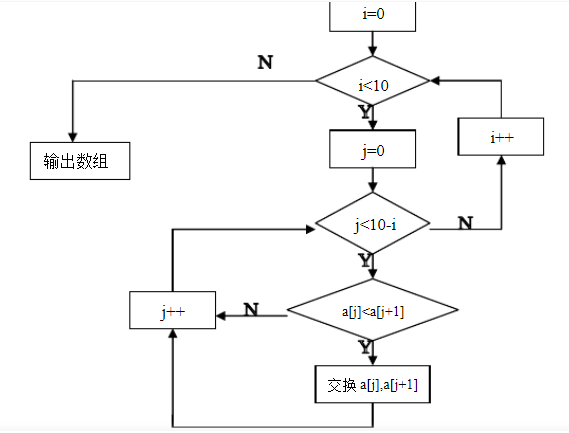 i=0
N
i<10
Y
j=0
i++
输出数组
j<10-i
N
Y
a[j]<a[j+1]
N
j++
Y
交换 a[j],a[j+1]